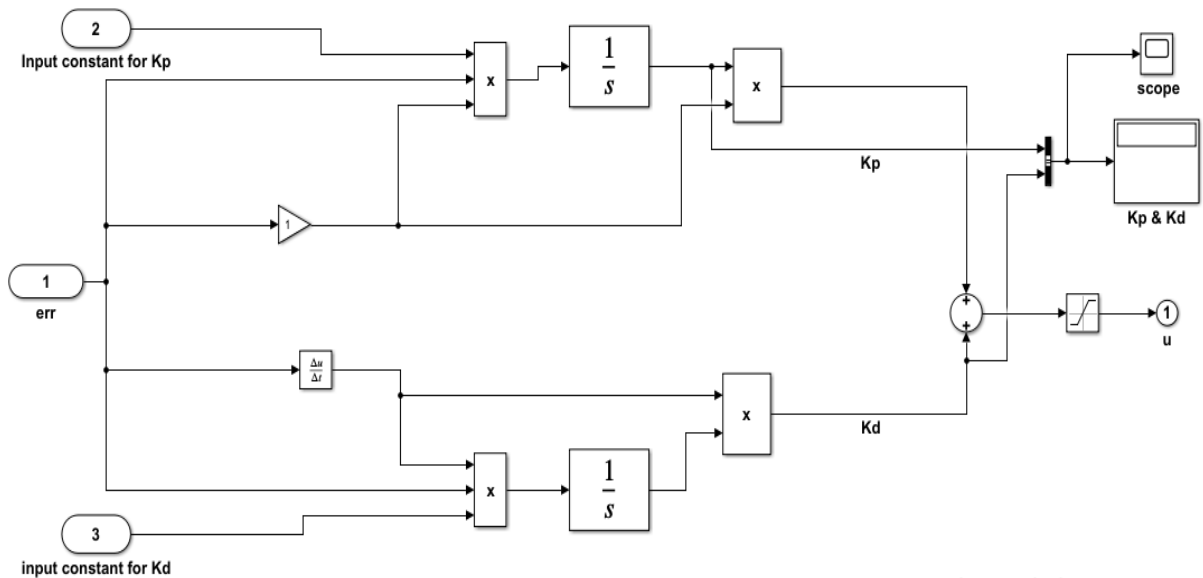 2
Input constant for Kp
x
1
s
x
scope
Kp
Kp & Kd
1
1
err
+
+
1
u
Δu
Δt
x
Kd
x
1
s
3
input constant for Kd